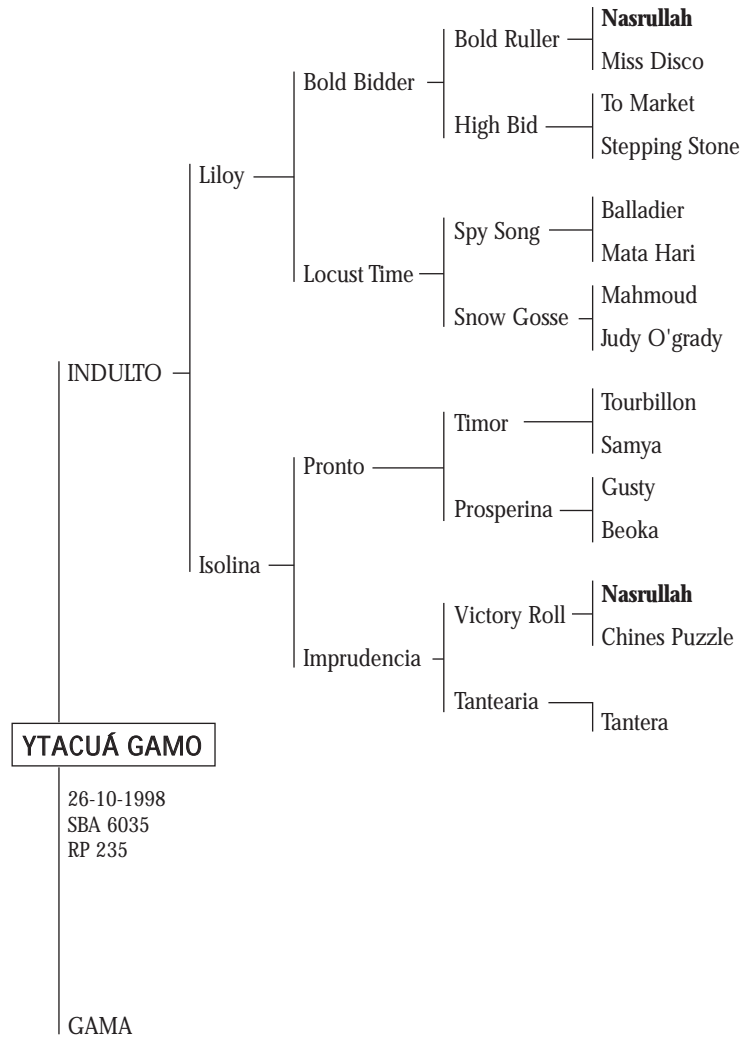 Nasrullah
Bold Ruller
Miss Disco
Bold Bidder
To Market
High Bid
Stepping Stone
Liloy
Balladier
Spy Song
Mata Hari
Locust Time
Mahmoud
Snow Gosse
Judy O'grady
INDULTO
Tourbillon
Timor
Samya
Pronto
Gusty
Prosperina
Beoka
Isolina
Nasrullah
Victory Roll
Chines Puzzle
Imprudencia
Tantearia
Tantera
YTACUÁ GAMO
26-10-1998
SBA 6035
RP 235
GAMA